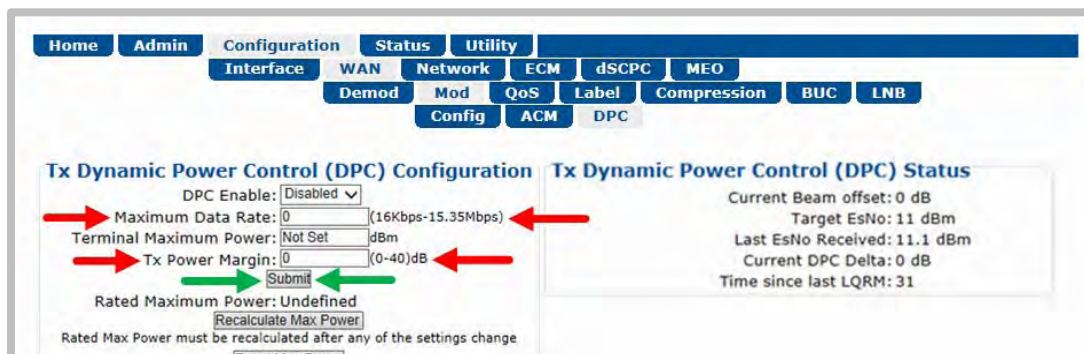 Home Admin Configuration Status Utility
Interface WAN Network ECM dSCPC MEO
Demod Mod QoS Label Compression BUC LNB
Config ACM DPC
Tx Dynamic Power Control (DPC) Configuration
DPC Enable: Disabled
Maximum Data Rate: 0 (16Kbps-15.35Mbps)
Terminal Maximum Power: Not Set dBm
Tx Power Margin: 0 (0-40)dB
Submit
Rated Maximum Power: Undefined
Recalculate Max Power
Rated Max Power must be recalculated after any of the settings change
Tx Dynamic Power Control (DPC) Status
Current Beam offset: 0 dB
Target EsNo: 11 dBm
Last EsNo Received: 11.1 dBm
Current DPC Delta: 0 dB
Time since last LQRM: 31